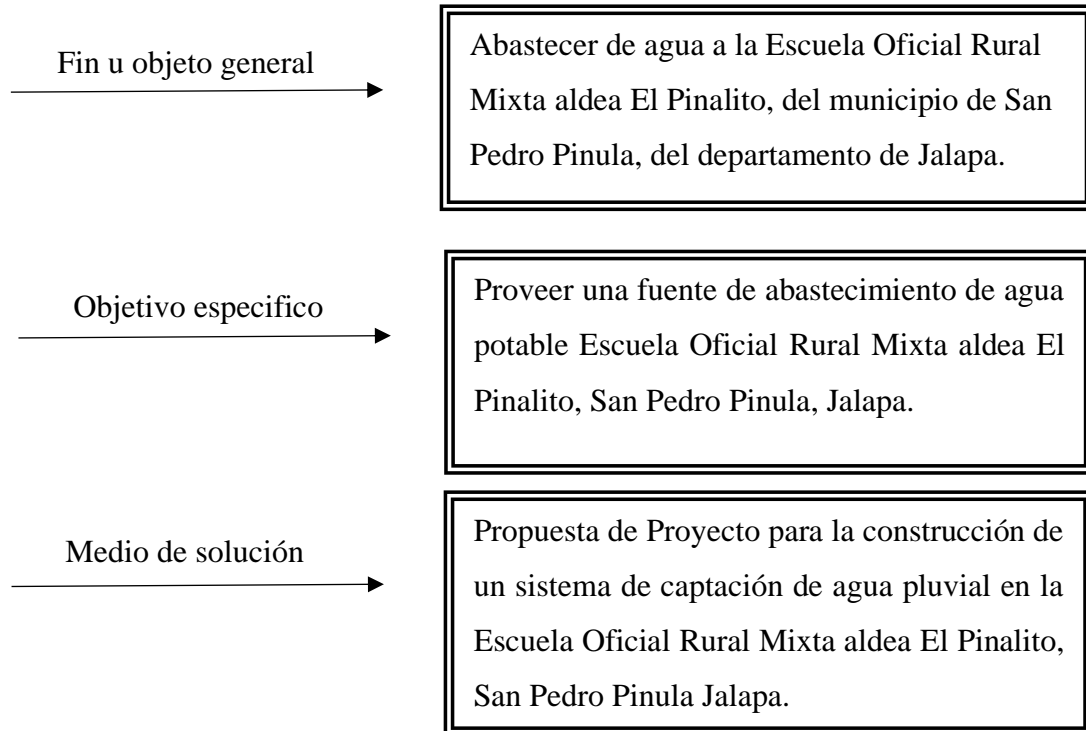 Fin u objeto general
Abastecer de agua a la Escuela Oficial Rural
Mixta aldea El Pinalito, del municipio de San
Pedro Pinula, del departamento de Jalapa.
Objetivo especifico
Proveer una fuente de abastecimiento de agua
potable Escuela Oficial Rural Mixta aldea El
Pinalito, San Pedro Pinula, Jalapa.
Medio de solución
Propuesta de Proyecto para la construcción de
un sistema de captación de agua pluvial en la
Escuela Oficial Rural Mixta aldea El Pinalito,
San Pedro Pinula Jalapa.